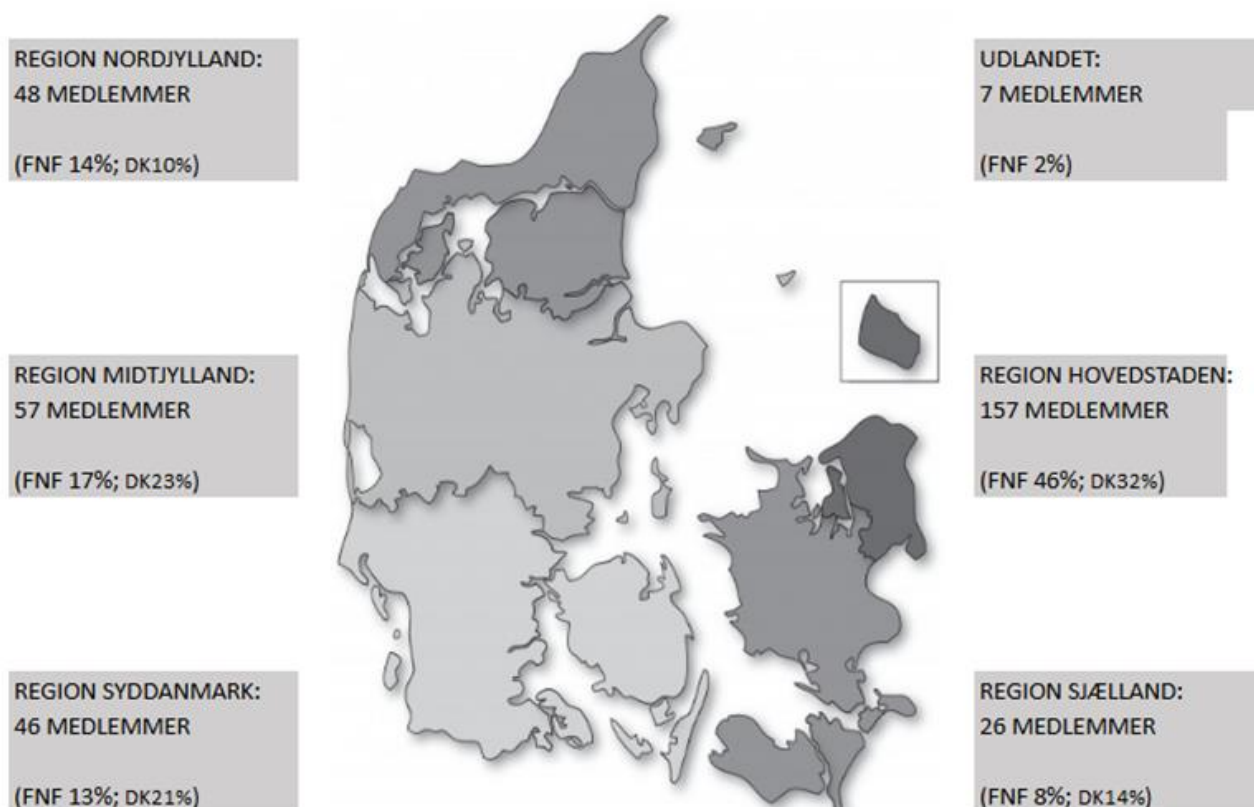 REGION NORDJYLLAND:
48 MEDLEMMER
(FNF 14%; DK10%)
UDLANDET:
7 MEDLEMMER
(FNF 2%)
REGION MIDTJYLLAND:
57 MEDLEMMER
(FNF 17%; DK23%)
REGION HOVEDSTADEN:
157 MEDLEMMER
(FNF 46%; DK32%)
REGION SYDDANMARK:
46 MEDLEMMER
(FNF 13%; DK21%)
REGION SJÆLLAND:
26 MEDLEMMER
(FNF 8%; DK14%)